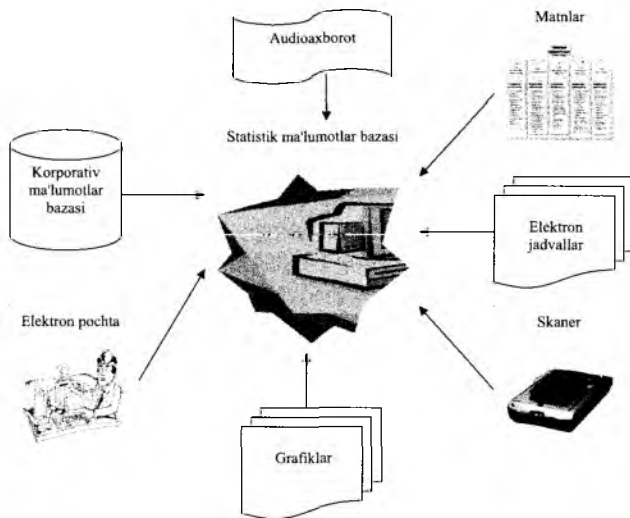 Audioaxborot
Matnlar
Statistik ma'lumotlar bazasi
Korporativ
ma'lumotlar
bazasi
Elektron
jadvallar
Elektron pochta
Skaner
Grafiklar